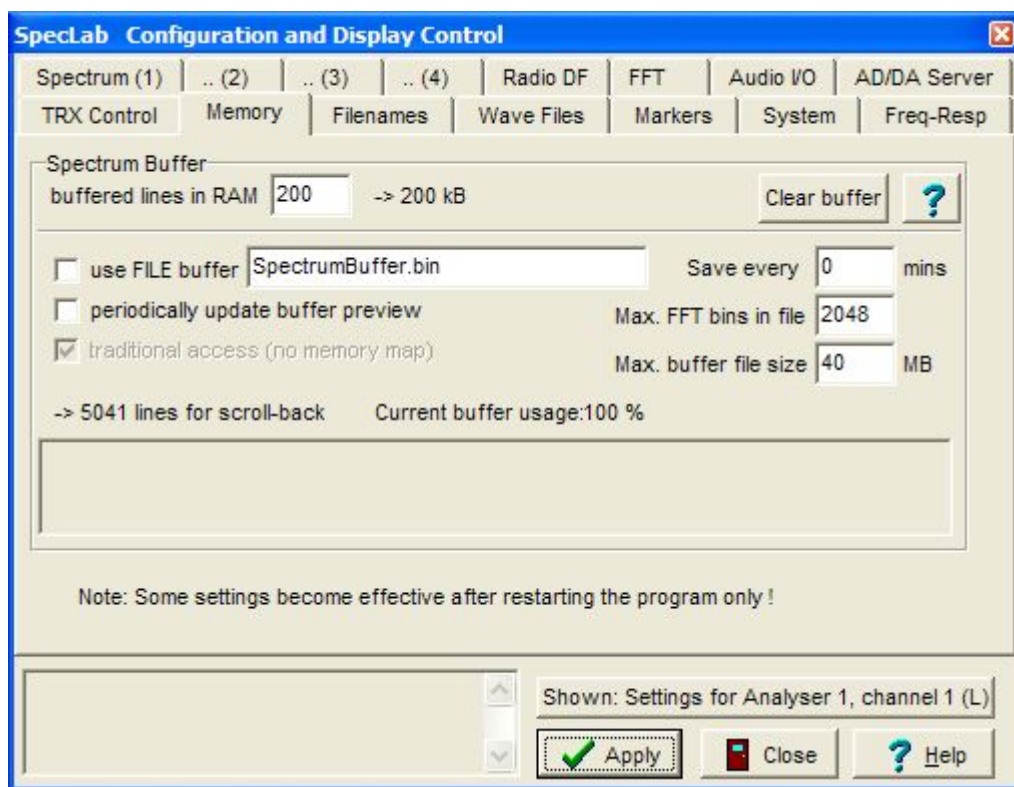 SpecLab Configuration and Display Control
Spectrum (1) .. (2) .. (3) .. (4) Radio DF FFT Audio I/O AD/DA Server
TRX Control Memory Filenames Wave Files Markers System Freq-Resp
Spectrum Buffer
buffered lines in RAM 200 -> 200 kB Clear buffer ?
use FILE buffer SpectrumBuffer.bin Save every 0 mins
periodically update buffer preview Max. FFT bins in file 2048
traditional access (no memory map) Max. buffer file size 40 MB
-> 5041 lines for scroll-back Current buffer usage:100 %
Note: Some settings become effective after restarting the program only !
Shown: Settings for Analyser 1, channel 1 (L)
Apply Close ? Help